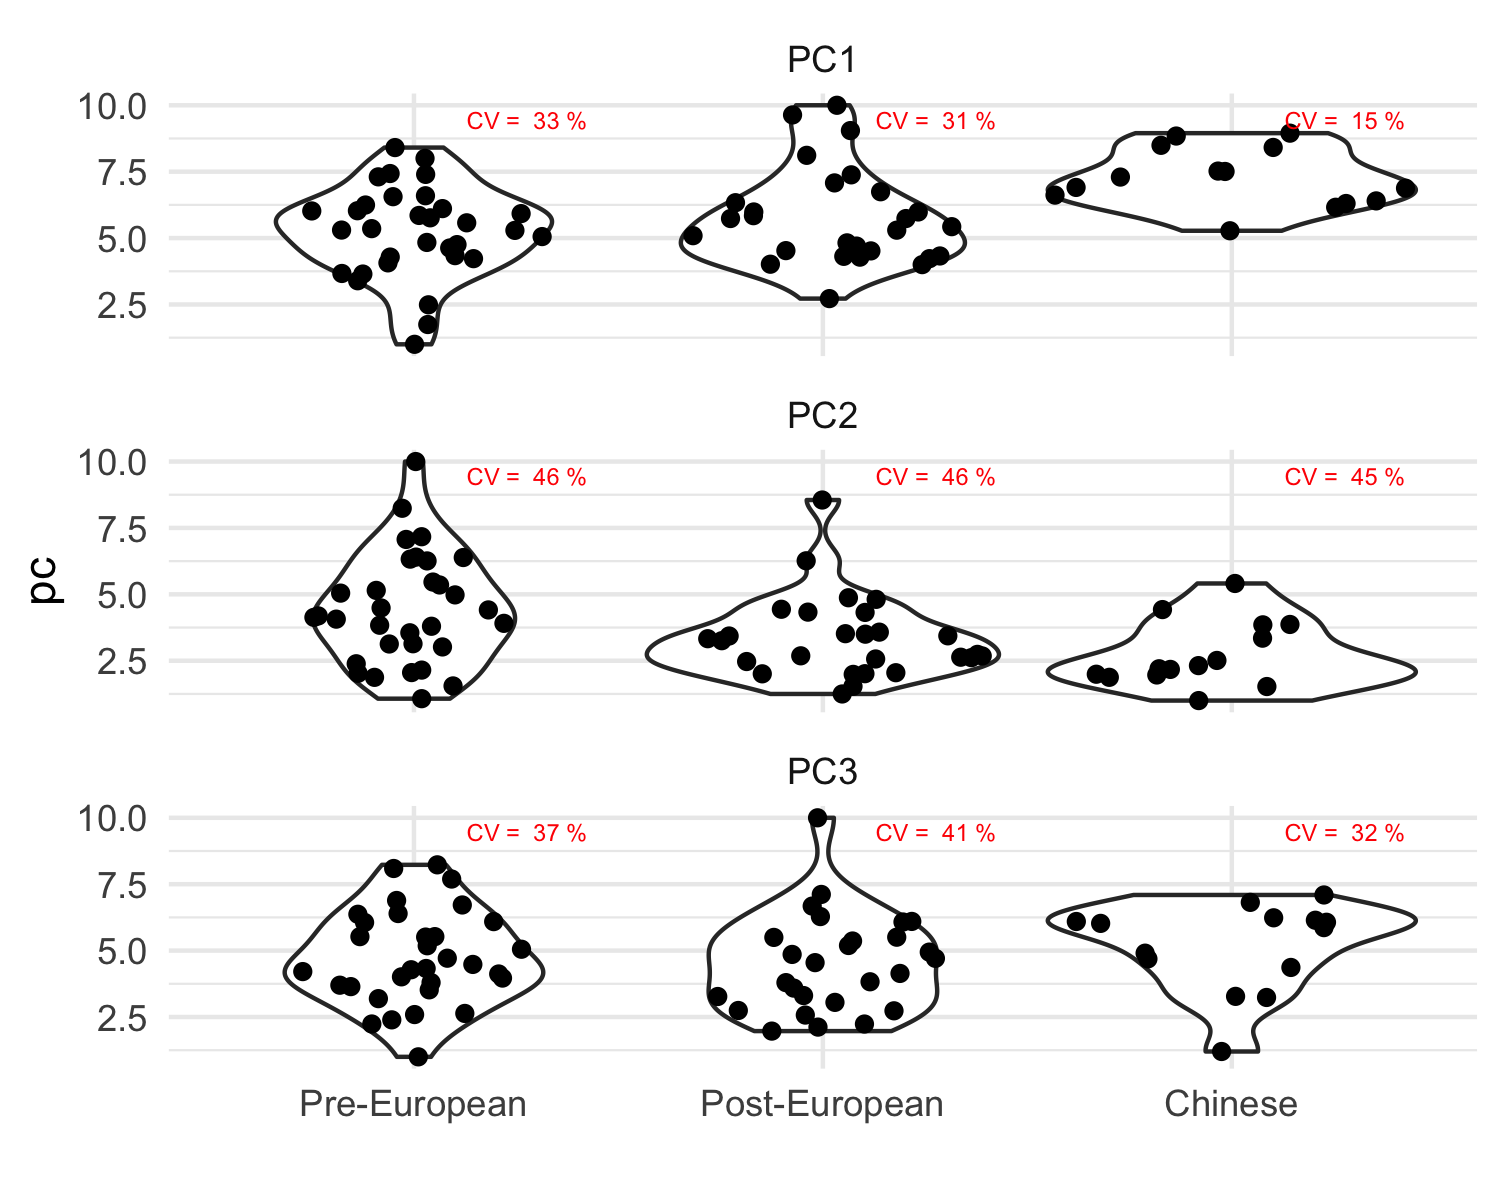 PC1
10.0
CV = 33 %
CV = 31 %
CV = 15 %
7.5
5.0
2.5
PC2
10.0
CV = 46 %
CV = 46 %
CV = 45 %
7.5
5.0
2.5
pc
PC3
10.0
CV = 37 %
CV = 41 %
CV = 32 %
7.5
5.0
2.5
Pre-European
Post-European
Chinese